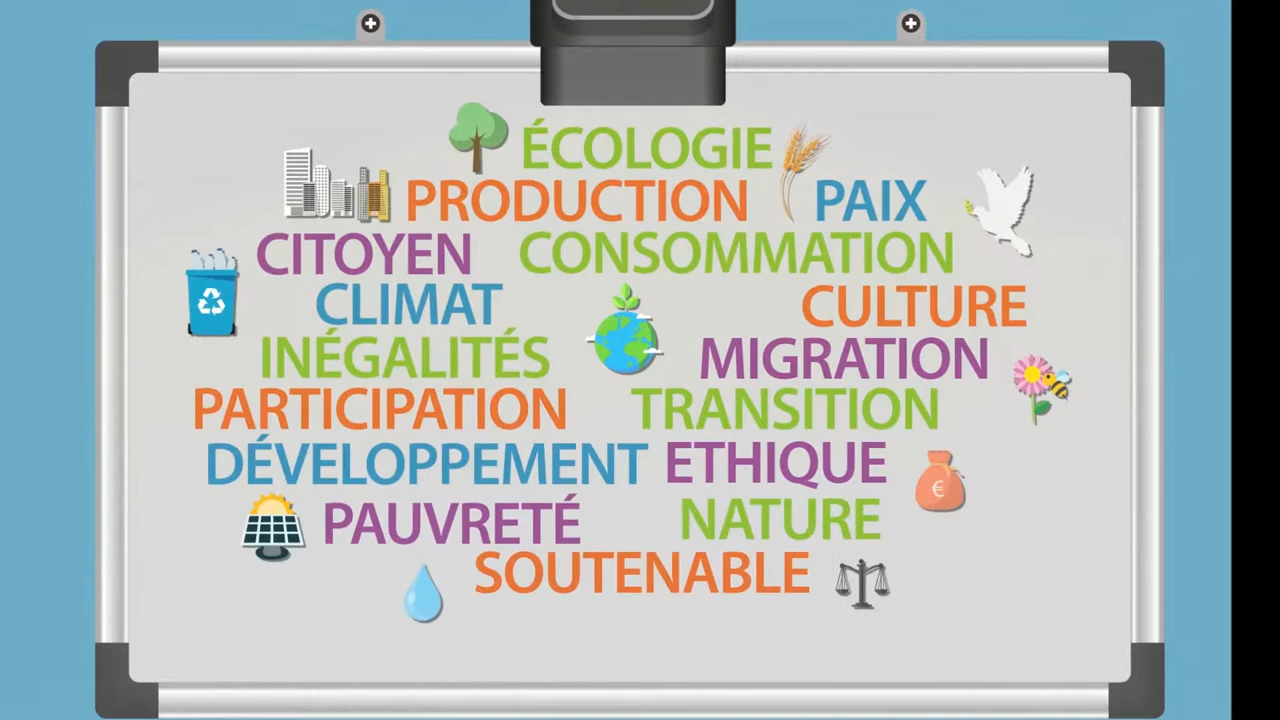 ÉCOLOGIE
PRODUCTION PAIX
CITOYEN CONSOMMATION
CLIMAT CULTURE
INÉGALITÉS MIGRATION
PARTICIPATION TRANSITION
DÉVELOPPEMENT ETHIQUE
€
PAUVRETÉ NATURE
SOUTENABLE